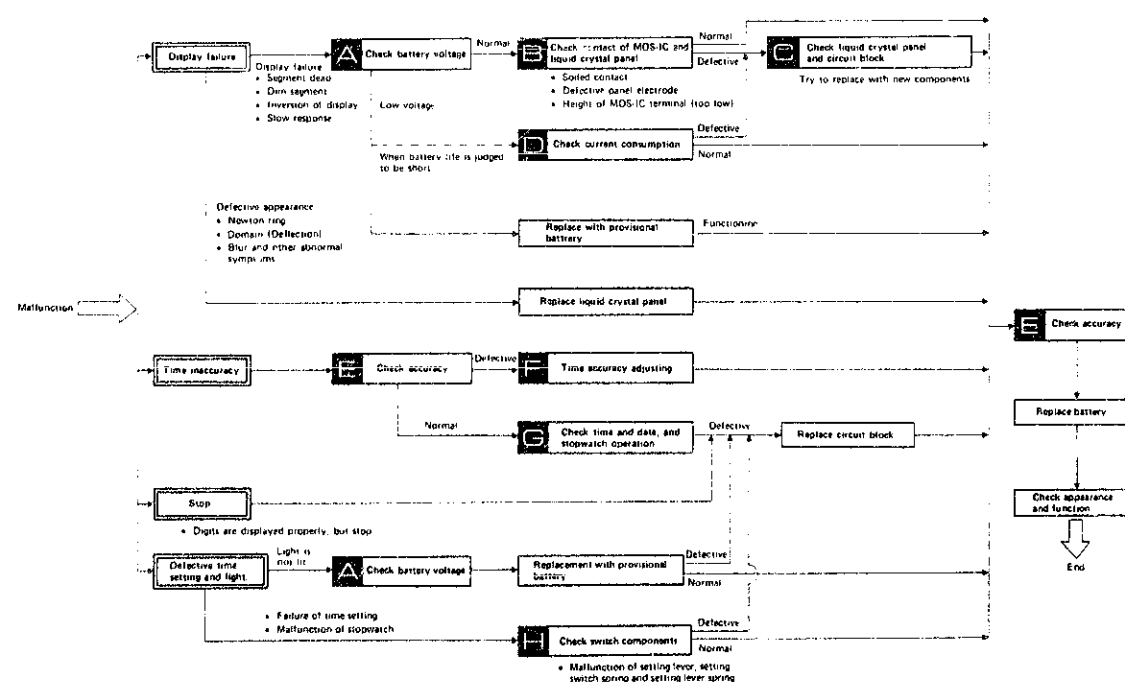 Malfunction
Display failure
Display failure
• Segment dead
• Dim segment
• Inversion of display
• Slow response
A Check battery voltage
Normal
Low voltage
When battery life is judged
to be short
B Check contact of MOS-IC and
liquid crystal panel
• Soiled contact
• Defective panel electrode
• Height of MOS-IC terminal (too low)
Normal
Defective
C Check liquid crystal panel
and circuit block
Try to replace with new components
D Check current consumption
Defective
Normal
Defective appearance
• Newton ring
• Domain (Deflection)
• Blur and other abnormal
symptoms
Replace with provisional
battery
Functioning
Replace liquid crystal panel
Time inaccuracy
E Check accuracy
Defective
F Time accuracy adjusting
Normal
G Check time and date, and
stopwatch operation
Defective
Replace circuit block
Stop
• Digits are displayed properly, but stop
Defective time
setting and light.
Light is
not lit
A Check battery voltage
Replacement with provisional
battery
Defective
Normal
• Failure of time setting
• Malfunction of stopwatch
H Check switch components
Defective
Normal
• Malfunction of setting lever, setting
switch spring and setting lever spring
E Check accuracy
Replace battery
Check appearance
and function
End